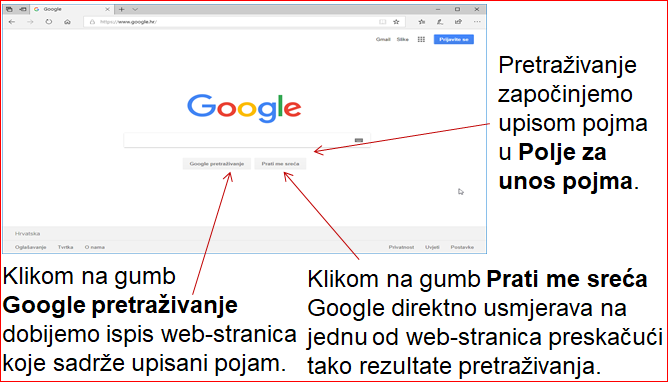 Google
https://www.google.hr/
Gmail Slike
Prijavite se
Google
Google pretraživanje
Prati me sreća
Hrvatska
Oglašavanje Tvrtka O nama
Privatnost Uvjeti Postavke
Pretraživanje
započinjemo
upisom pojma
u Polje za
unos pojma.
Klikom na gumb
Google pretraživanje
dobijemo ispis web-stranica
koje sadrže upisani pojam.
Klikom na gumb Prati me sreća
Google direktno usmjerava na
jednu od web-stranica preskačući
tako rezultate pretraživanja.